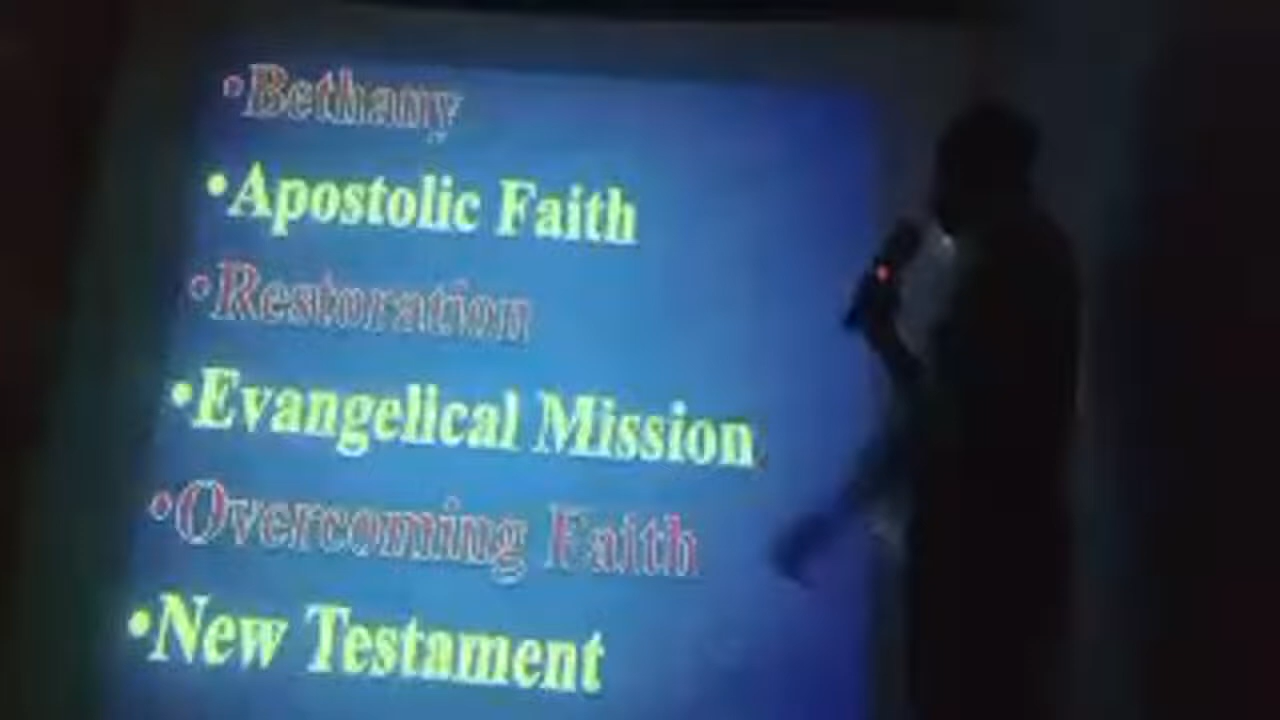 •Bethany
•Apostolic Faith
•Restoration
•Evangelical Mission
•Overcoming Faith
•New Testament